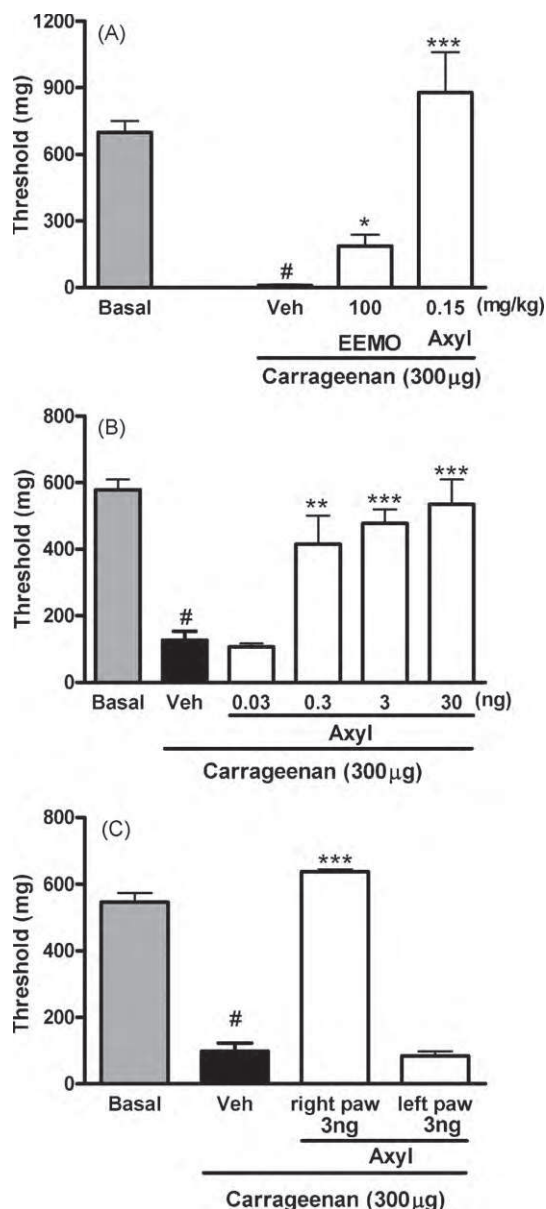 (A)
Threshold (mg)
1200
900
600
300
0
***
*
#
Basal
Veh
100
0.15 (mg/kg)
EEMO
Axyl
Carrageenan (300µg)
(B)
Threshold (mg)
800
600
400
200
0
#
**
***
***
Basal
Veh
0.03
0.3
3
30 (ng)
Axyl
Carrageenan (300µg)
(C)
Threshold (mg)
800
600
400
200
0
#
***
Basal
Veh
right paw
3ng
left paw
3ng
Axyl
Carrageenan (300µg)